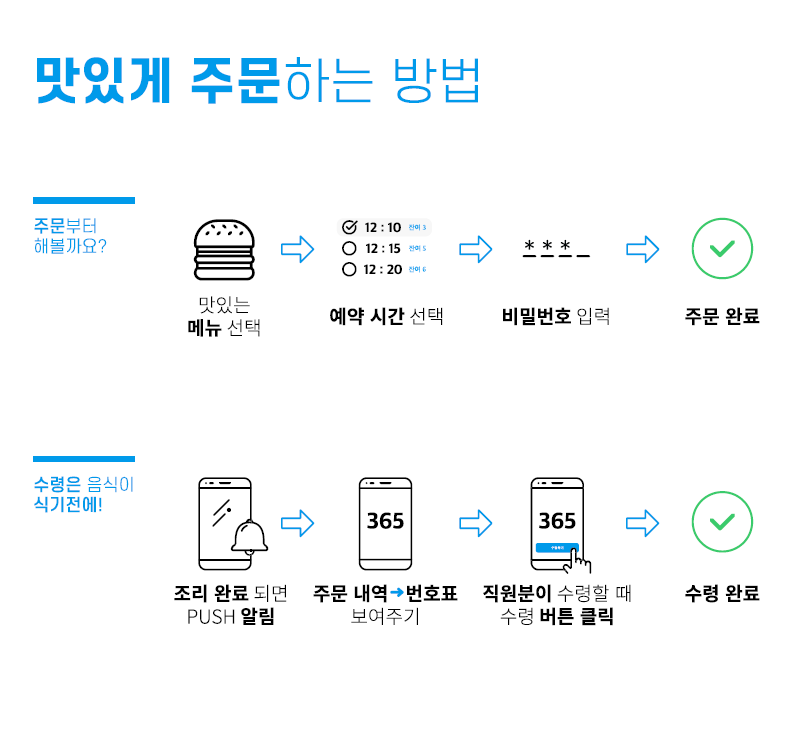 맛있게 주문하는 방법
주문부터
해볼까요?
12 : 10 잔여 3
12 : 15 잔여 5
12 : 20 잔여 6
* * * _
맛있는
메뉴 선택
예약 시간 선택
비밀번호 입력
주문 완료
수령은 음식이
식기전에!
365
365
조리 완료 되면
PUSH 알림
주문 내역➜번호표
보여주기
직원분이 수령할 때
수령 버튼 클릭
수령 완료